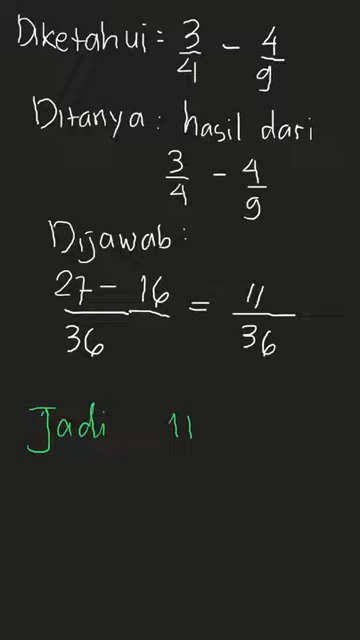 Diketahui = 3/4 - 4/9
Ditanya : hasil dari
3/4 - 4/9
Dijawab :
27 - 16/36 = 11/36
Jadi 11